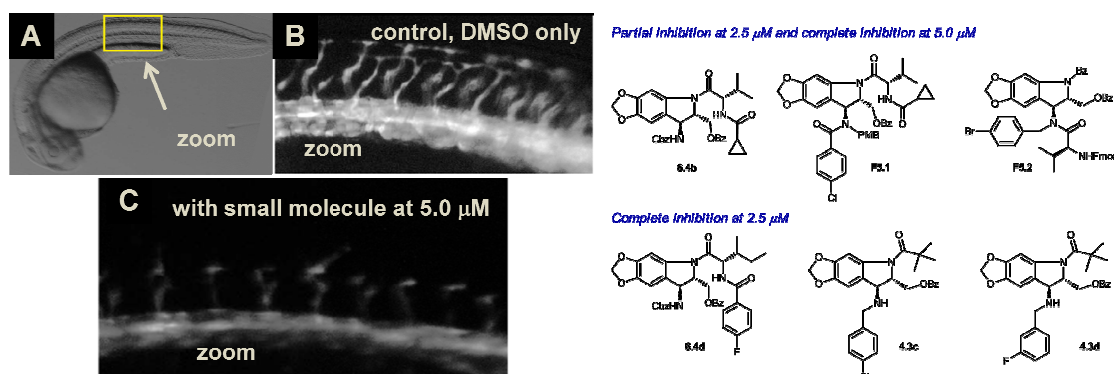 A
B
control, DMSO only
zoom
zoom
C
with small molecule at 5.0 μM
zoom
Partial inhibition at 2.5 μM and complete inhibition at 5.0 μM
O
O
N
O
HN
O
CbzHN
OBz
6.4b
O
O
N
O
HN
O
OBz
N
PMB
O
Cl
F5.1
O
O
Bz
N
OBz
N
O
Br
NHFmoc
F5.2
Complete inhibition at 2.5 μM
O
O
N
O
HN
O
CbzHN
OBz
F
6.4d
O
O
N
O
OBz
NH
4.3c
O
O
N
O
OBz
NH
F
4.3d